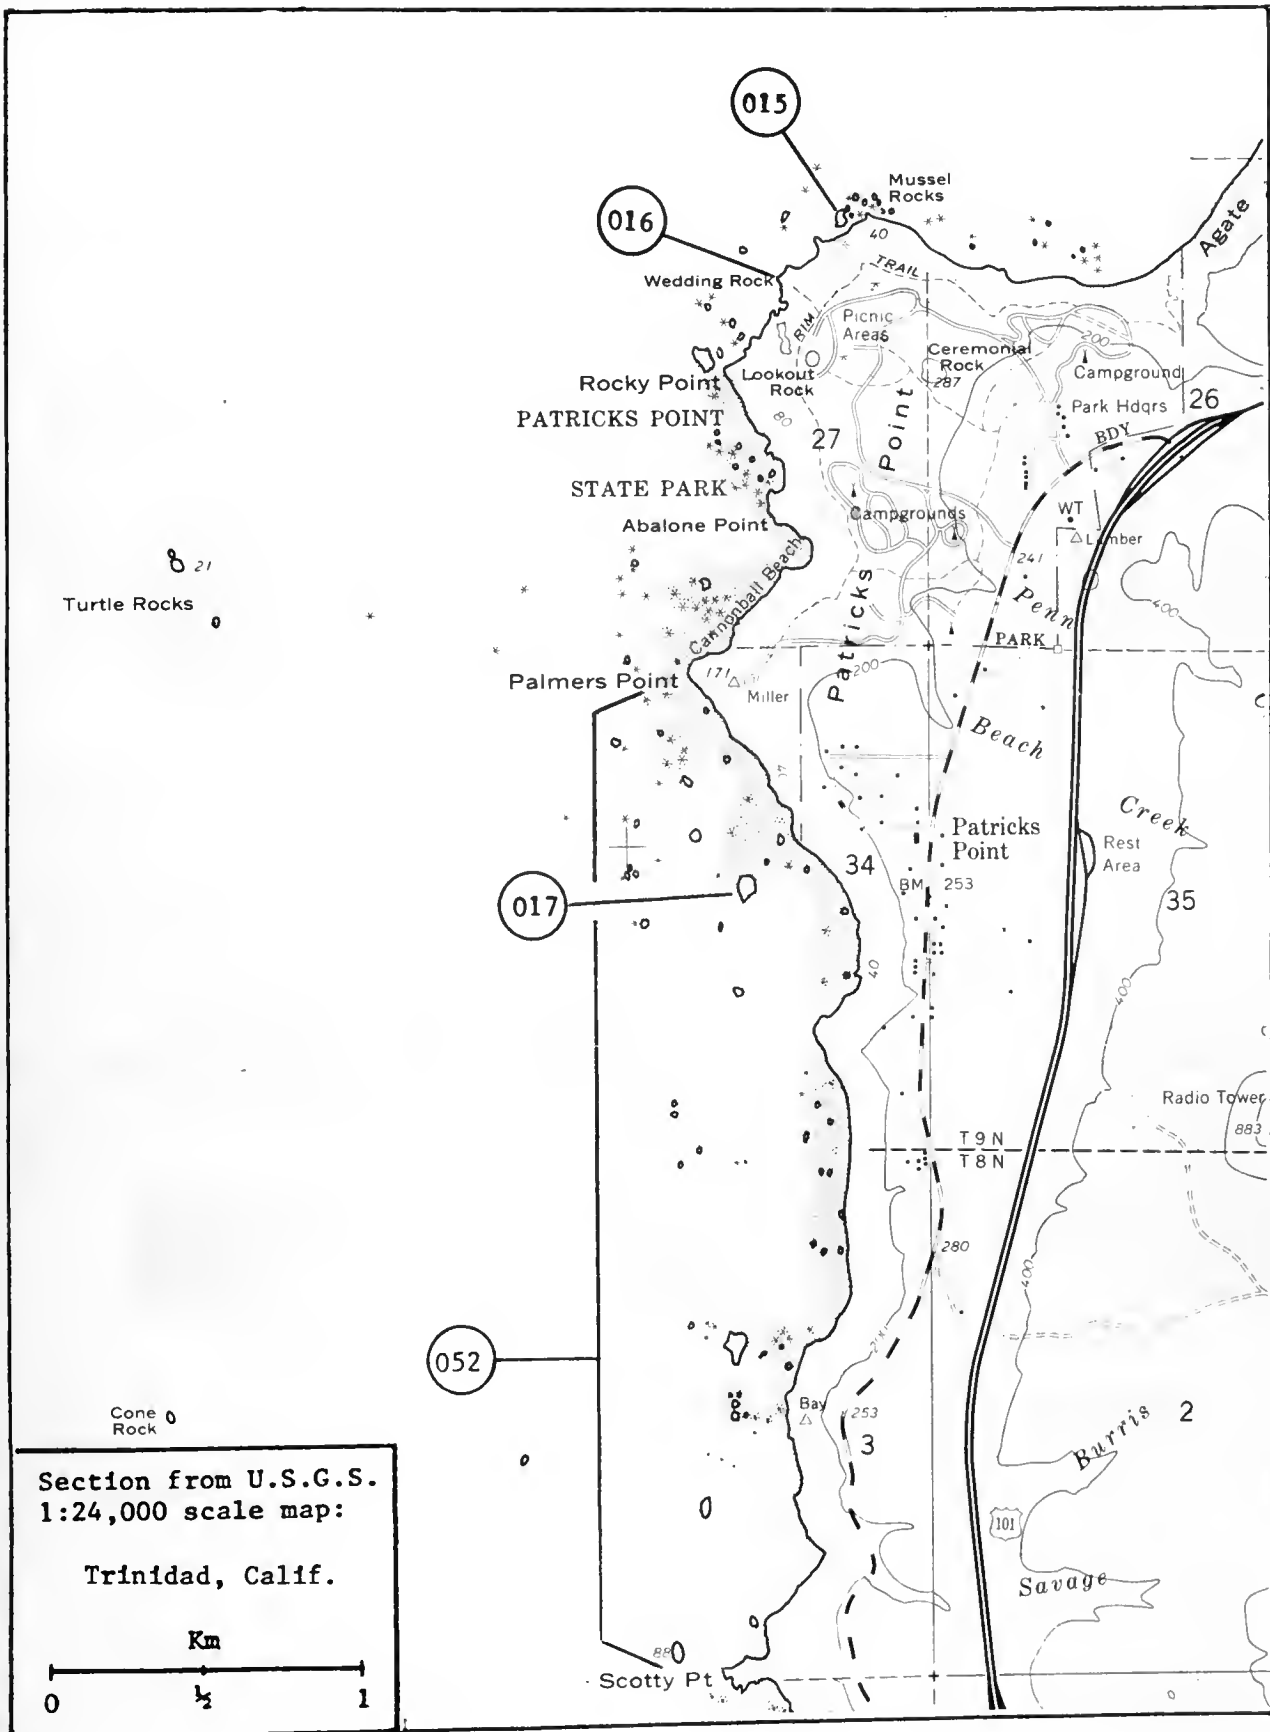 015
Mussel
Rocks
016
40
Agate
TRAIL
Wedding Rock
RIM
Picnic
Areas
200
Ceremonial
Rock
287
Lookout
Rock
Campground
Rocky Point
Park Hdqrs
26
PATRICKS POINT
80
27
BDY
STATE PARK
WT
Abalone Point
Campgrounds
Lumber
21
241
400
Turtle Rocks
Cannonball Beach
Penn
PARK
Palmers Point
171
Miller
200
Patricks Point
Beach
Creek
Patricks
Point
Rest
Area
34
BM
253
35
017
40
400
Radio Tower
883
T 9 N
T 8 N
280
400
052
Cone
Rock
Bay
253
3
Burris
2
Section from U.S.G.S.
1:24,000 scale map:
101
Trinidad, Calif.
Savage
Km
88
0
½
1
Scotty Pt